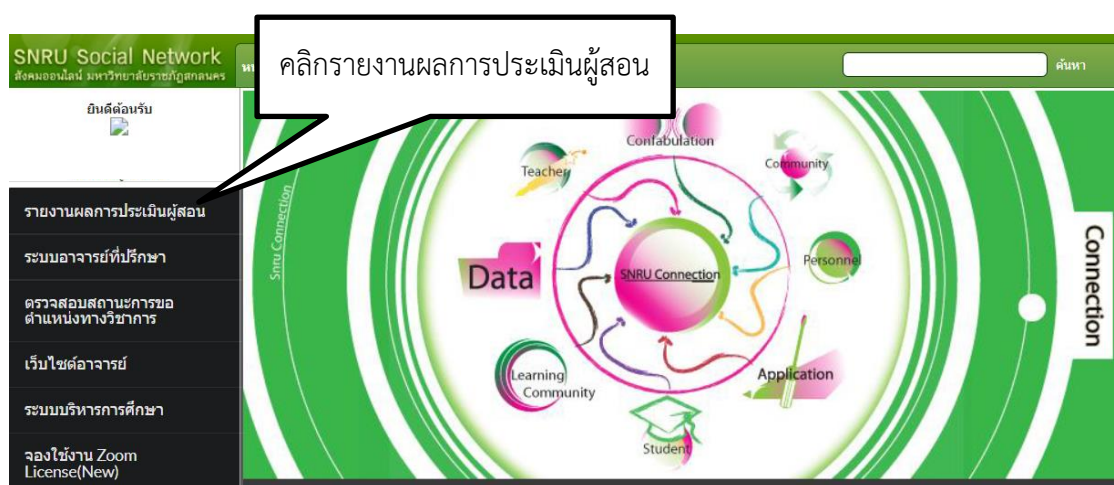 SNRU Social Network
สังคมออนไลน์ มหาวิทยาลัยราชภัฏสกลนคร
คลิกรายงานผลการประเมินผู้สอน
ค้นหา
ยินดีต้อนรับ
รายงานผลการประเมินผู้สอน
ระบบอาจารย์ที่ปรึกษา
ตรวจสอบสถานะการขอ
ตำแหน่งทางวิชาการ
เว็บไซต์อาจารย์
ระบบบริหารการศึกษา
จองใช้งาน Zoom
License(New)
Snru Connection
Confabulation
Teacher
Community
Data
SNRU Connection
Personnel
Learning
Community
Application
Student
Connection